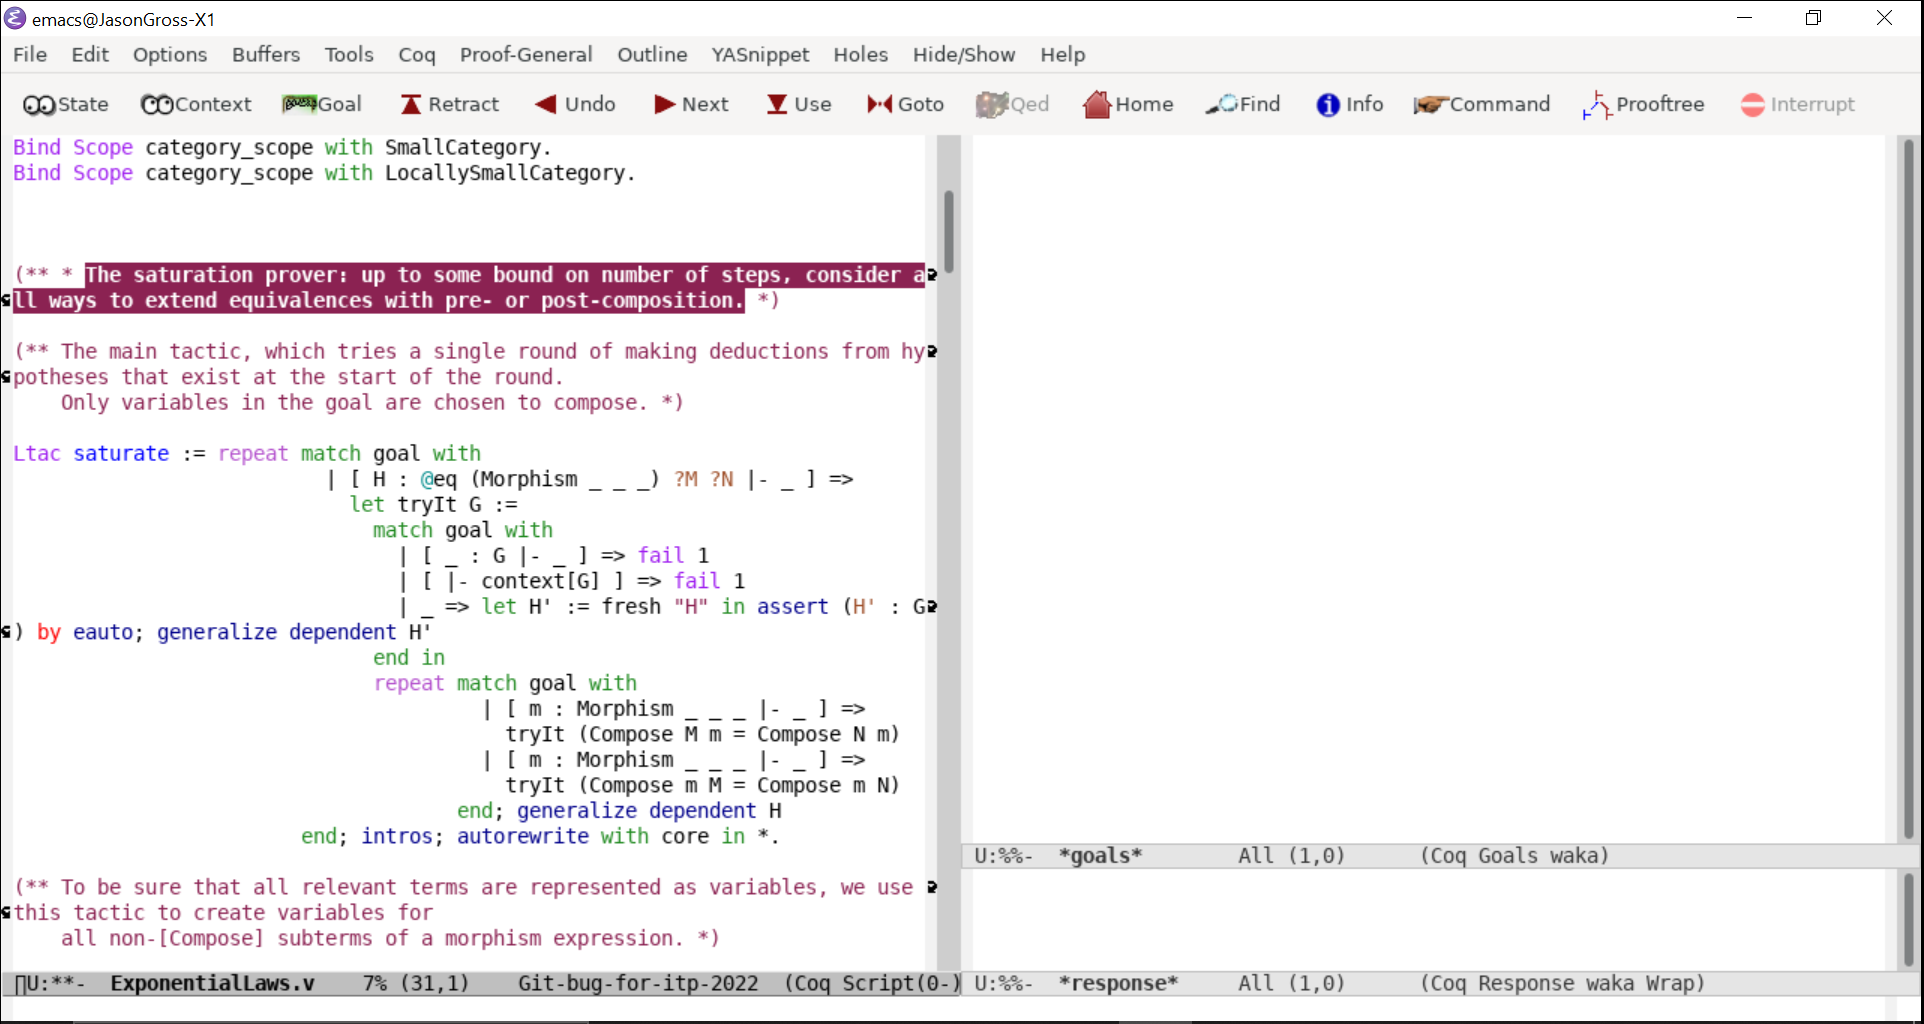 emacs@JasonGross-X1
File Edit Options Buffers Tools Coq Proof-General Outline YASnippet Holes Hide/Show Help
State Context Goal Retract Undo Next Use Goto Qed Home Find Info Command Prooftree Interrupt
Bind Scope category_scope with SmallCategory.
Bind Scope category_scope with LocallySmallCategory.
(** * The saturation prover: up to some bound on number of steps, consider a
ll ways to extend equivalences with pre- or post-composition. *)
(** The main tactic, which tries a single round of making deductions from hy
potheses that exist at the start of the round.
Only variables in the goal are chosen to compose. *)
Ltac saturate := repeat match goal with
| [ H : @eq (Morphism _ _ _) ?M ?N |- _ ] =>
let tryIt G :=
match goal with
| [ _ : G |- _ ] => fail 1
| [ |- context[G] ] => fail 1
| _ => let H' := fresh "H" in assert (H' : G
) by eauto; generalize dependent H'
end in
repeat match goal with
| [ m : Morphism _ _ _ |- _ ] =>
tryIt (Compose M m = Compose N m)
| [ m : Morphism _ _ _ |- _ ] =>
tryIt (Compose m M = Compose m N)
end; generalize dependent H
end; intros; autorewrite with core in *.
(** To be sure that all relevant terms are represented as variables, we use
this tactic to create variables for
all non-[Compose] subterms of a morphism expression. *)
U:**- ExponentialLaws.v 7% (31,1) Git-bug-for-itp-2022 (Coq Script(0-)
U:%%- *goals* All (1,0) (Coq Goals waka)
U:%%- *response* All (1,0) (Coq Response waka Wrap)